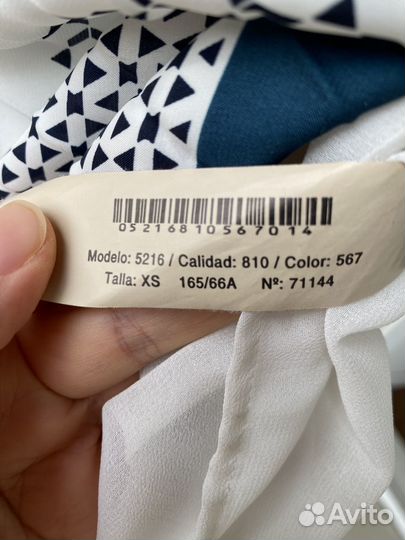 05216810567014
Modelo: 5216 / Calidad: 810 / Color: 567
Talla: XS 165/66A Nº: 71144
Avito